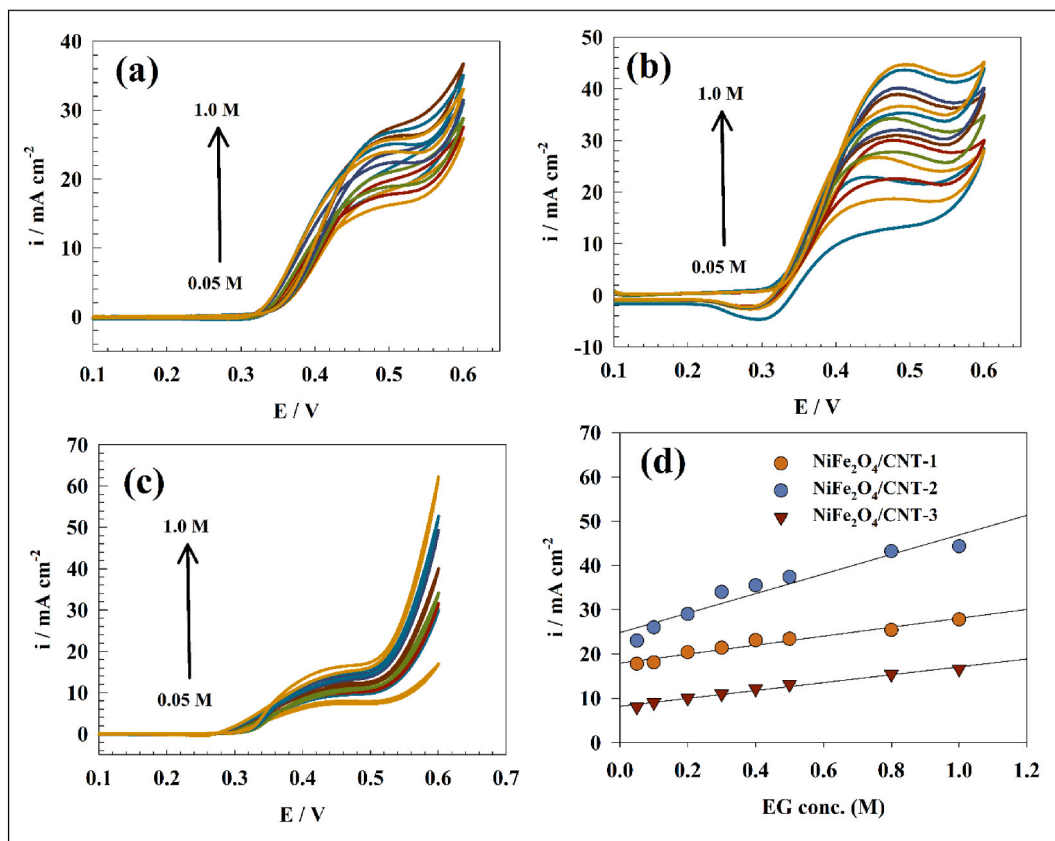 (a)
40
30
20
10
0
i / mA cm⁻²
1.0 M
0.05 M
0.1 0.2 0.3 0.4 0.5 0.6
E / V
(b)
50
40
30
20
10
0
-10
i / mA cm⁻²
1.0 M
0.05 M
0.1 0.2 0.3 0.4 0.5 0.6
E / V
(c)
70
60
50
40
30
20
10
0
i / mA cm⁻²
1.0 M
0.05 M
0.1 0.2 0.3 0.4 0.5 0.6 0.7
E / V
(d)
NiFe₂O₄/CNT-1
NiFe₂O₄/CNT-2
NiFe₂O₄/CNT-3
70
60
50
40
30
20
10
0
i / mA cm⁻²
0.0 0.2 0.4 0.6 0.8 1.0 1.2
EG conc. (M)